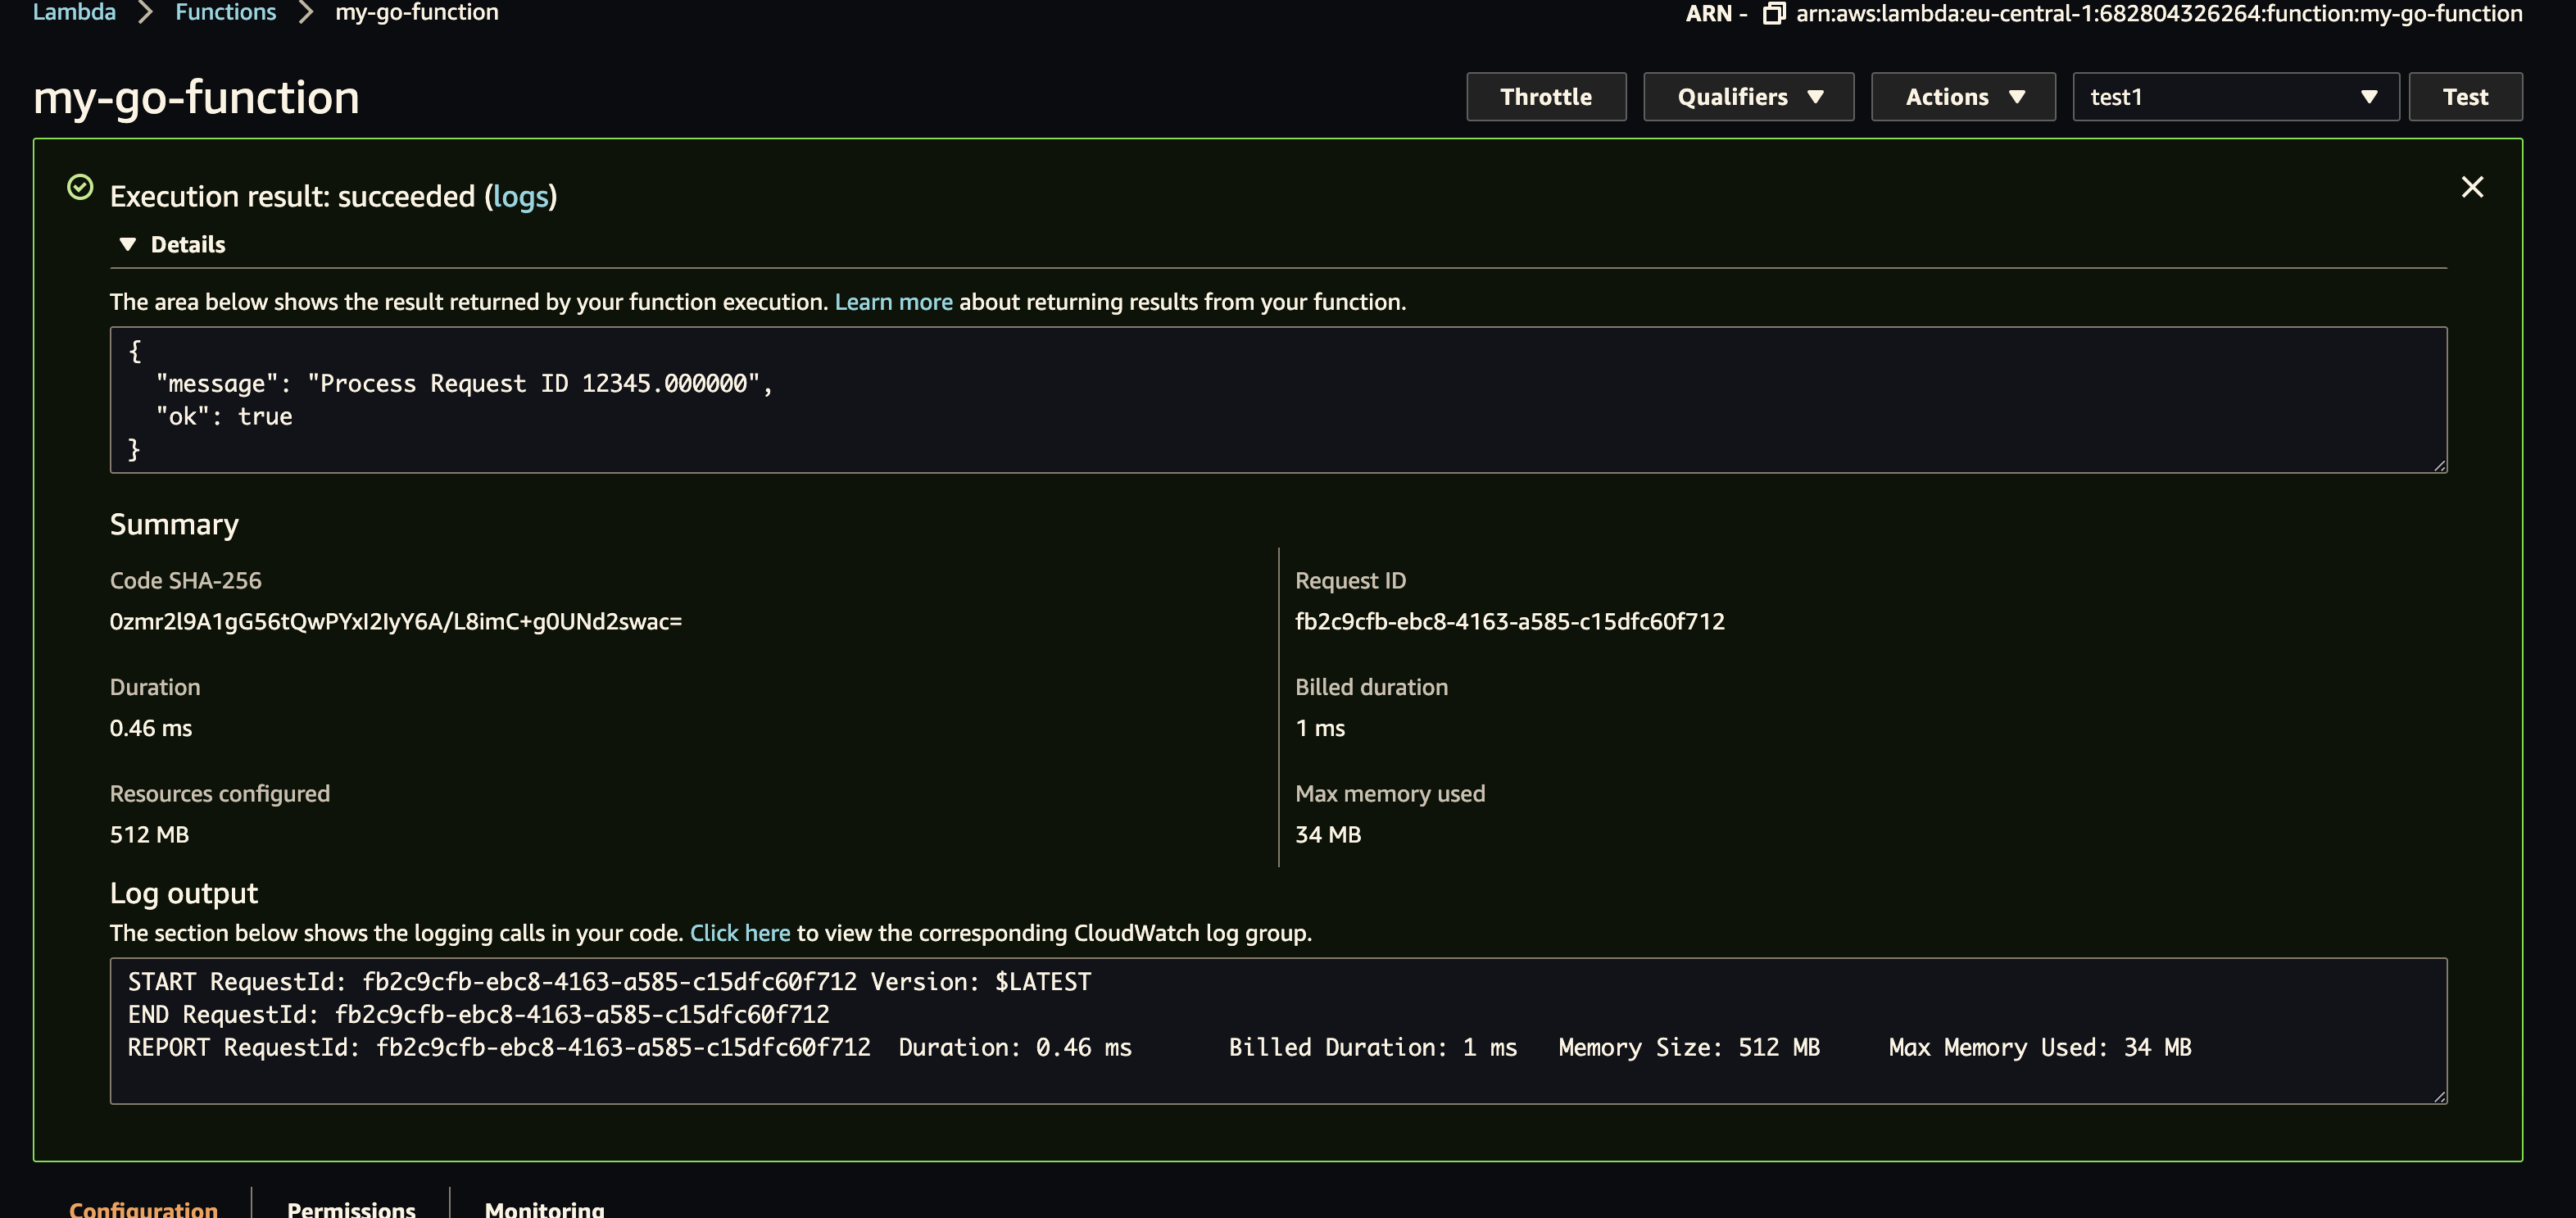 Lambda > Functions > my-go-function
ARN - arn:aws:lambda:eu-central-1:682804326264:function:my-go-function
my-go-function
Throttle
Qualifiers
Actions
test1
Test
Execution result: succeeded (logs)
Details
The area below shows the result returned by your function execution. Learn more about returning results from your function.
{
  "message": "Process Request ID 12345.000000",
  "ok": true
}
Summary
Code SHA-256
0zmr2l9A1gG56tQwPYxI2IyY6A/L8imC+g0UNd2swac=
Request ID
fb2c9cfb-ebc8-4163-a585-c15dfc60f712
Duration
0.46 ms
Billed duration
1 ms
Resources configured
512 MB
Max memory used
34 MB
Log output
The section below shows the logging calls in your code. Click here to view the corresponding CloudWatch log group.
START RequestId: fb2c9cfb-ebc8-4163-a585-c15dfc60f712 Version: $LATEST
END RequestId: fb2c9cfb-ebc8-4163-a585-c15dfc60f712
REPORT RequestId: fb2c9cfb-ebc8-4163-a585-c15dfc60f712  Duration: 0.46 ms  Billed Duration: 1 ms  Memory Size: 512 MB  Max Memory Used: 34 MB
Configuration
Permissions
Monitoring